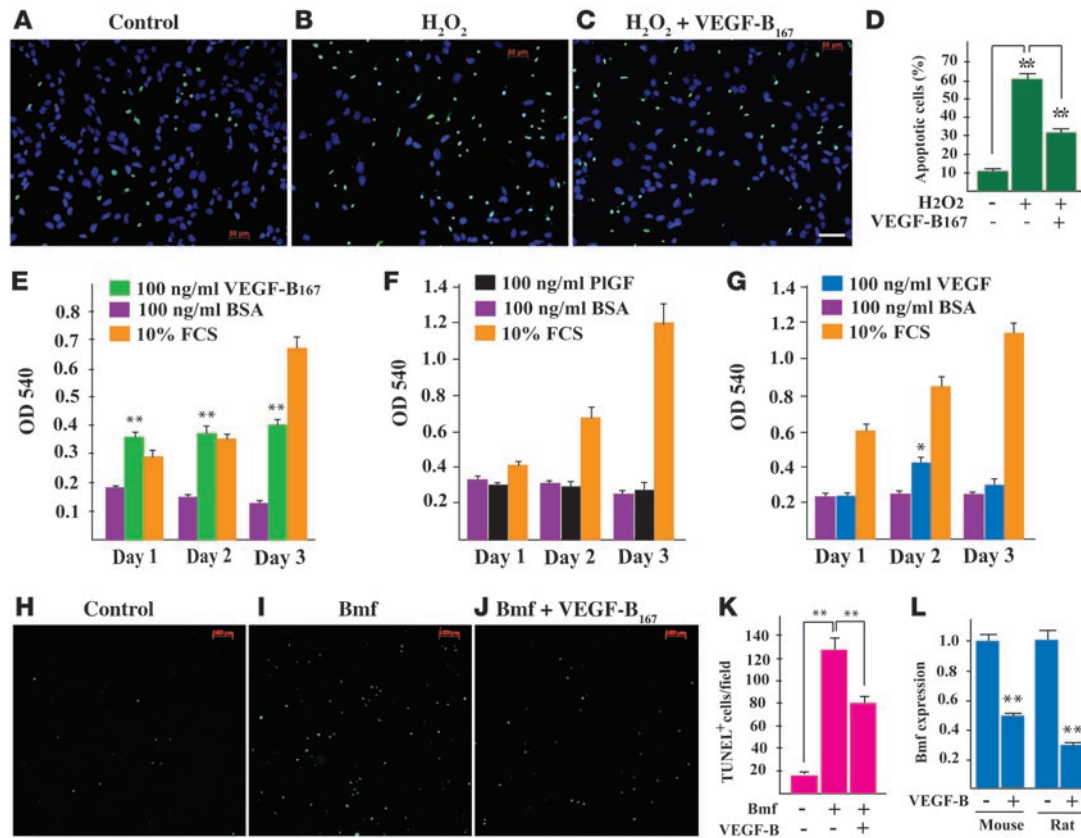 A Control
B H₂O₂
C H₂O₂ + VEGF-B₁₆₇
50 µm
50 µm
50 µm
D
Apoptotic cells (%)
70
60
50
40
30
20
10
**
**
H2O2 - + +
VEGF-B167 - - +
E
100 ng/ml VEGF-B167
100 ng/ml BSA
10% FCS
OD 540
0.8
0.7
0.6
0.5
0.4
0.3
0.2
0.1
** ** **
Day 1 Day 2 Day 3
F
100 ng/ml PlGF
100 ng/ml BSA
10% FCS
OD 540
1.4
1.2
1.0
0.8
0.6
0.4
0.2
Day 1 Day 2 Day 3
G
100 ng/ml VEGF
100 ng/ml BSA
10% FCS
OD 540
1.4
1.2
1.0
0.8
0.6
0.4
0.2
*
Day 1 Day 2 Day 3
H Control
I Bmf
J Bmf + VEGF-B₁₆₇
K
TUNEL⁺ cells/field
140
120
100
80
60
40
20
** **
Bmf - + +
VEGF-B - - +
L
Bmf expression
1.0
0.8
0.6
0.4
0.2
**
**
VEGF-B - + - +
Mouse Rat